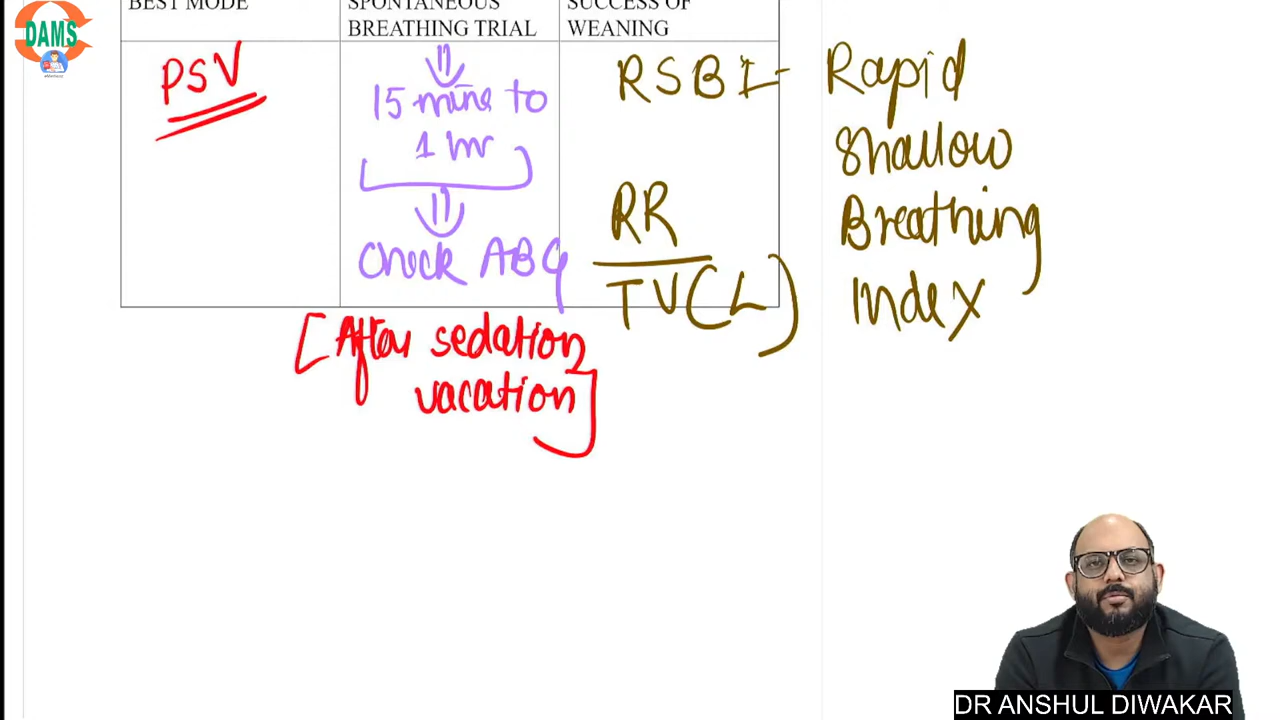 DAMS
BEST MODE
SPONTANEOUS
BREATHING TRIAL
SUCCESS OF
WEANING
PSV
15 mins to
1 hr
Check ABG
RSBI - Rapid
Shallow
Breathing
Index
RR
TV(L)
[After sedation
vacation]
DR ANSHUL DIWAKAR